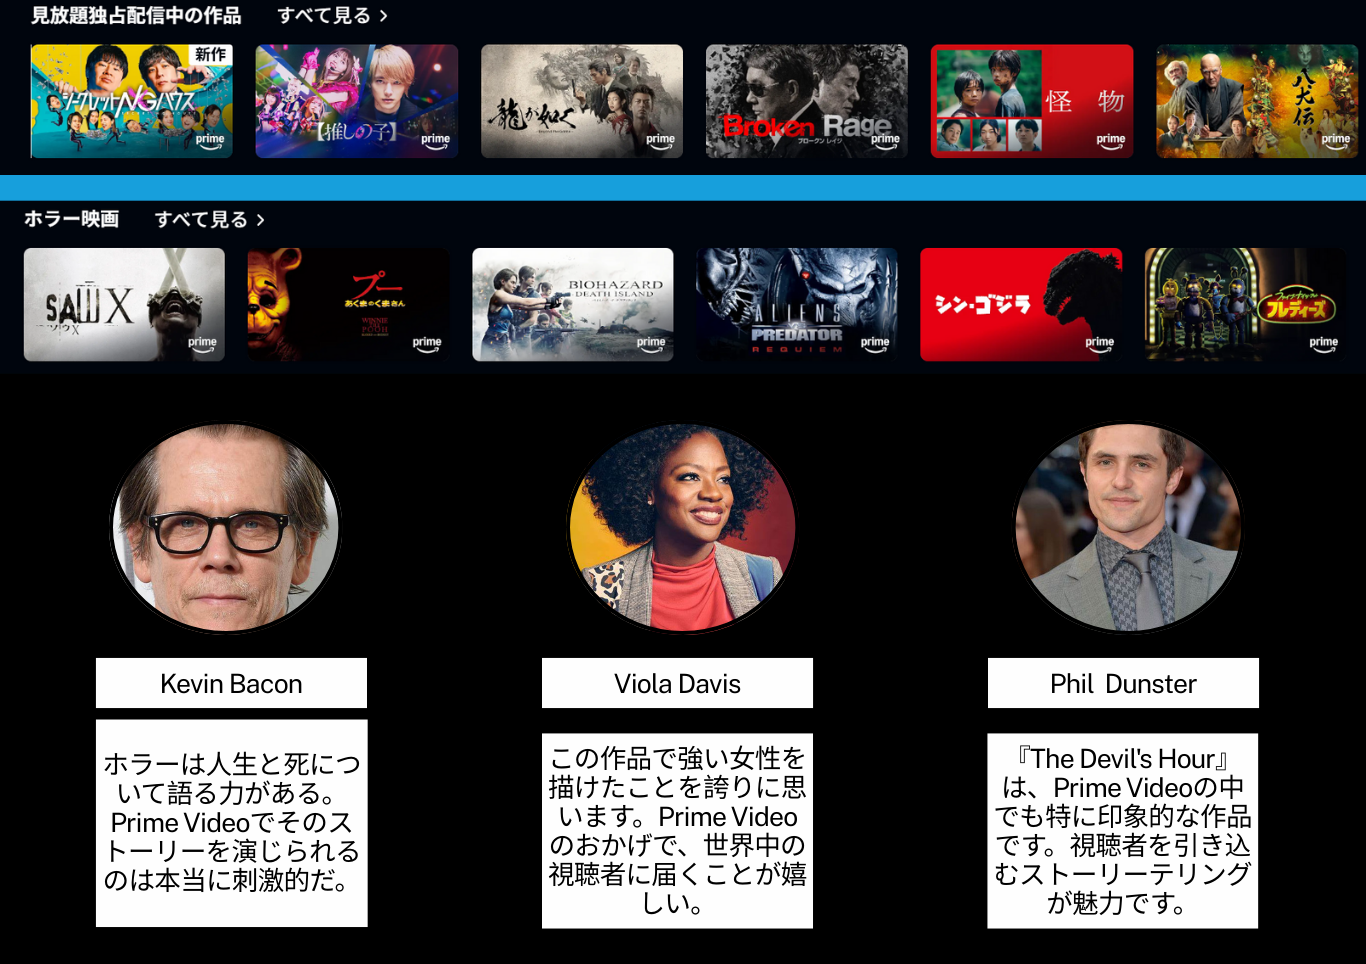 見放題独占配信中の作品 すべて見る
新作
シークレットNGハウス
prime
【推しの子】
prime
龍が如く
prime
Broken Rage
ブロークン レイジ
prime
怪 物
prime
八犬伝
prime
ホラー映画 すべて見る
SAW X
ソウX
prime
プー
あくまのくまさん
WINNIE
THE
POOH
prime
BIOHAZARD
DEATH ISLAND
prime
ALIENS
VS
PREDATOR
REQUIEM
prime
シン・ゴジラ
prime
ファイブ・ナイツ・アット
フレディーズ
prime
Kevin Bacon
ホラーは人生と死につ
いて語る力がある。
Prime Videoでそのス
トーリーを演じられる
のは本当に刺激的だ。
Viola Davis
この作品で強い女性を
描けたことを誇りに思
います。Prime Video
のおかげで、世界中の
視聴者に届くことが嬉
しい。
Phil Dunster
『The Devil's Hour』
は、Prime Videoの中
でも特に印象的な作品
です。視聴者を引き込
むストーリーテリング
が魅力です。